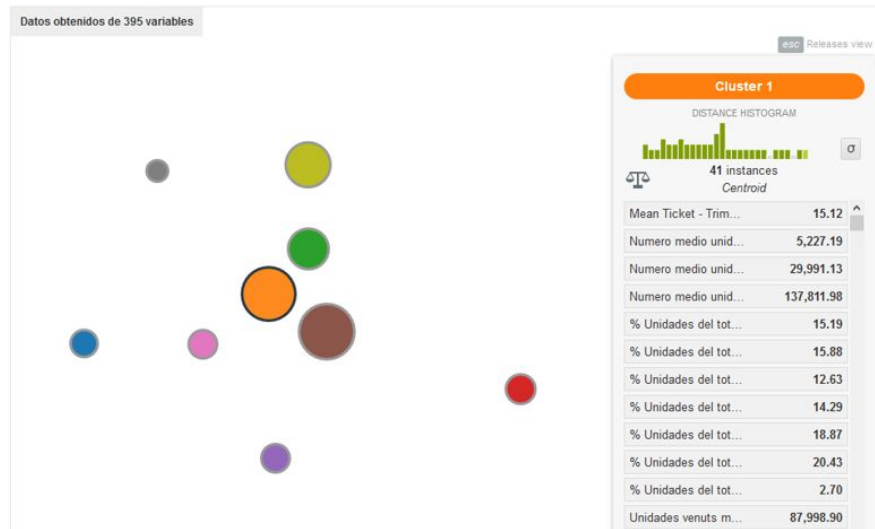 Datos obtenidos de 395 variables
esc Releases view
Cluster 1
DISTANCE HISTOGRAM
σ
41 instances
Centroid
Mean Ticket - Trim... 15.12
Numero medio unid... 5,227.19
Numero medio unid... 29,991.13
Numero medio unid... 137,811.98
% Unidades del tot... 15.19
% Unidades del tot... 15.88
% Unidades del tot... 12.63
% Unidades del tot... 14.29
% Unidades del tot... 18.87
% Unidades del tot... 20.43
% Unidades del tot... 2.70
Unidades venuts m... 87,998.90